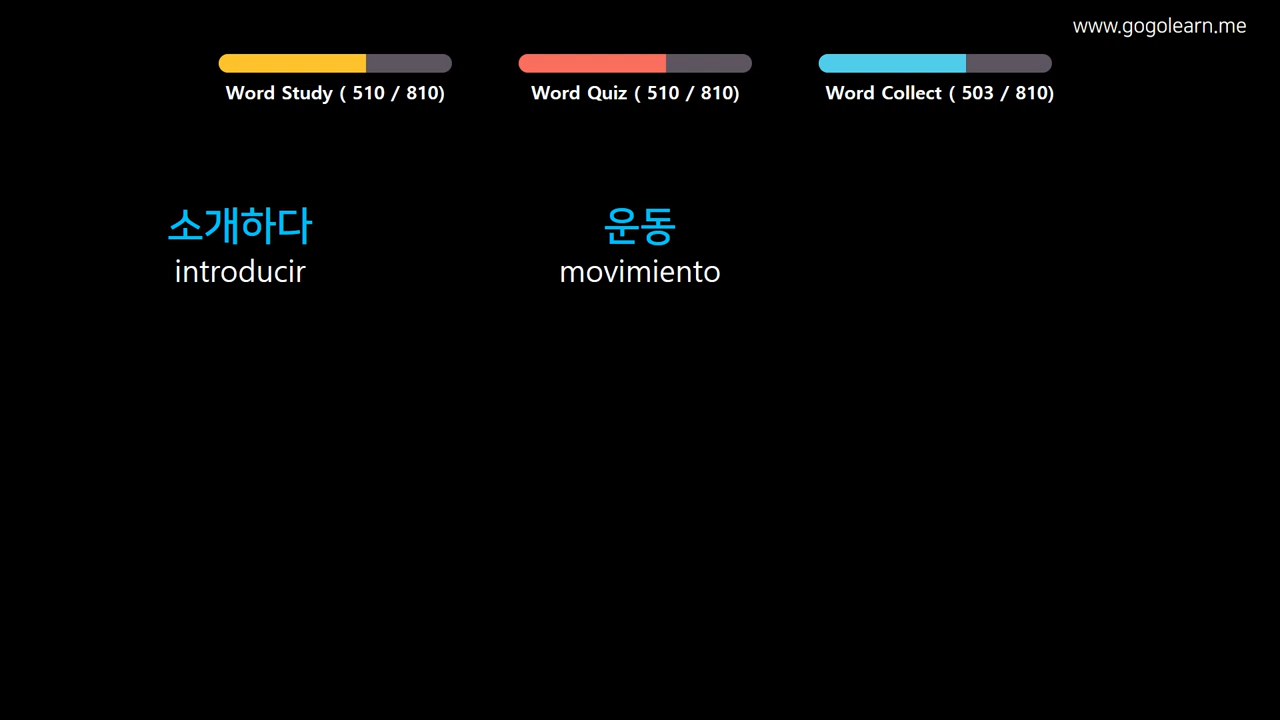 www.gogolearn.me
Word Study ( 510 / 810)
Word Quiz ( 510 / 810)
Word Collect ( 503 / 810)
소개하다
introducir
운동
movimiento